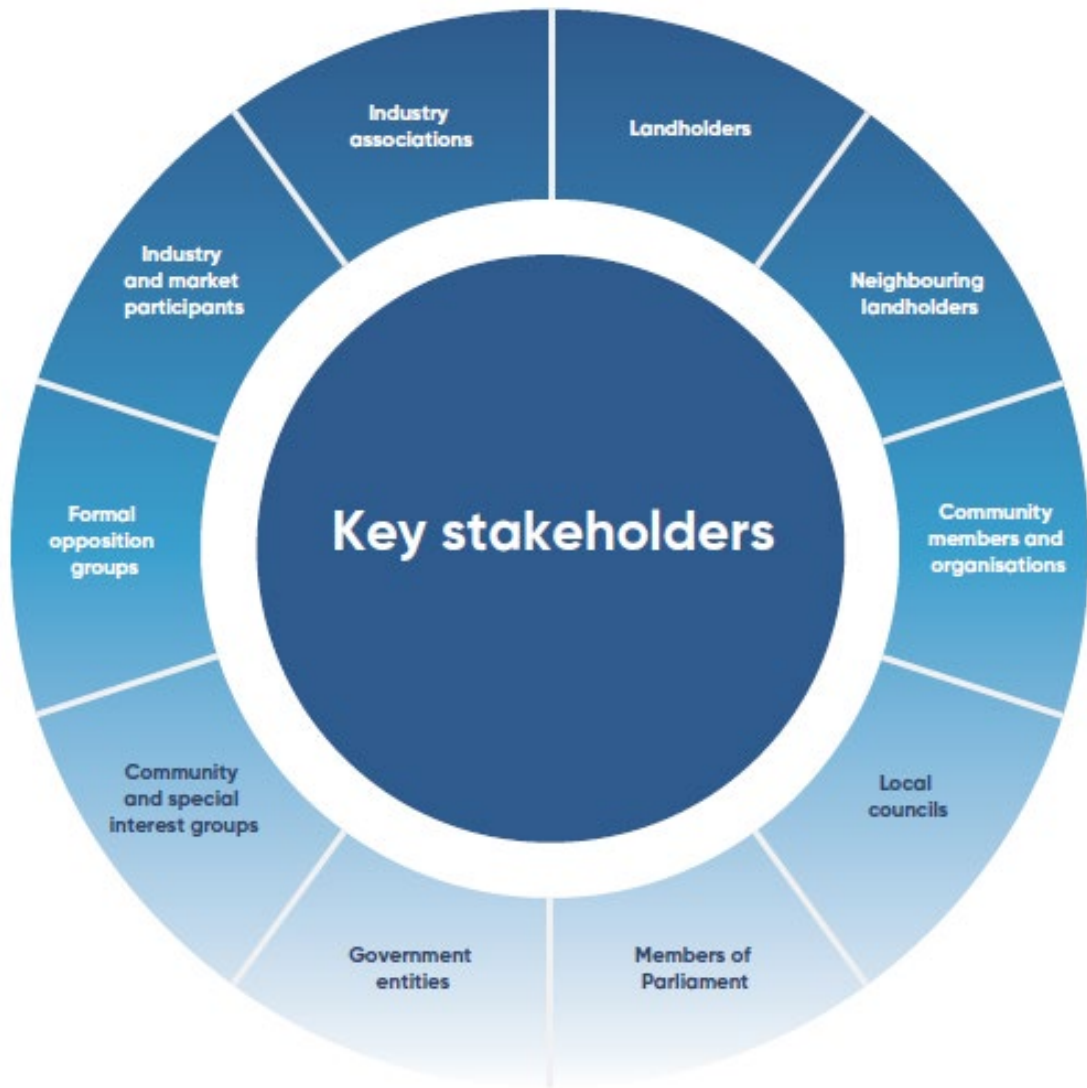 Key stakeholders
Landholders
Neighbouring
landholders
Community
members and
organisations
Local
councils
Members of
Parliament
Government
entities
Community
and special
interest groups
Formal
opposition
groups
Industry
and market
participants
Industry
associations